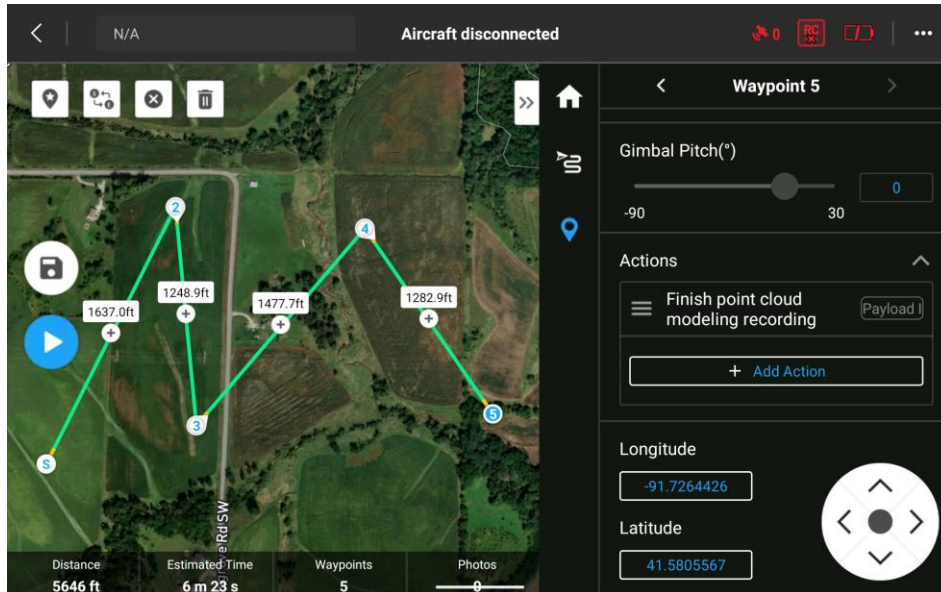 N/A
Aircraft disconnected
0
RC
Waypoint 5
Gimbal Pitch(°)
0
-90
30
Actions
Finish point cloud
modeling recording
Payload I
+ Add Action
Longitude
-91.7264426
Latitude
41.5805567
S
1637.0ft
2
1248.9ft
3
1477.7ft
4
1282.9ft
5
Rd SW
Distance
5646 ft
Estimated Time
6 m 23 s
Waypoints
5
Photos
0